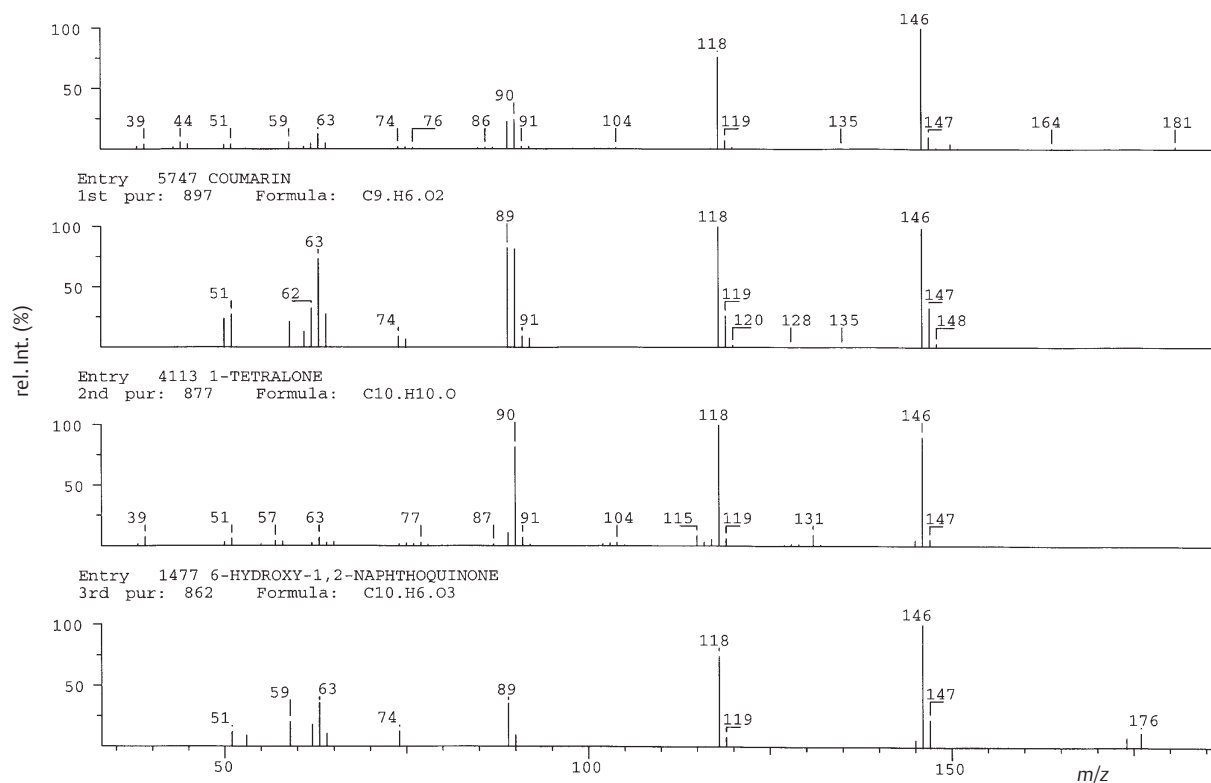 146
100
118
50
90
39 44 51 59 63 74 76 86 91 104 119 135 147 164 181
Entry 5747 COUMARIN
1st pur: 897 Formula: C9.H6.O2
100
89 118 146
63
50
51 62 119 147
74 91 120 128 135 148
Entry 4113 1-TETRALONE
2nd pur: 877 Formula: C10.H10.O
100
90 118 146
50
39 51 57 63 77 87 91 104 115 119 131 147
Entry 1477 6-HYDROXY-1,2-NAPHTHOQUINONE
3rd pur: 862 Formula: C10.H6.O3
100
146
118
50
59 63 89 147
51 74 119 176
50 100 150 m/z
rel. Int. (%)